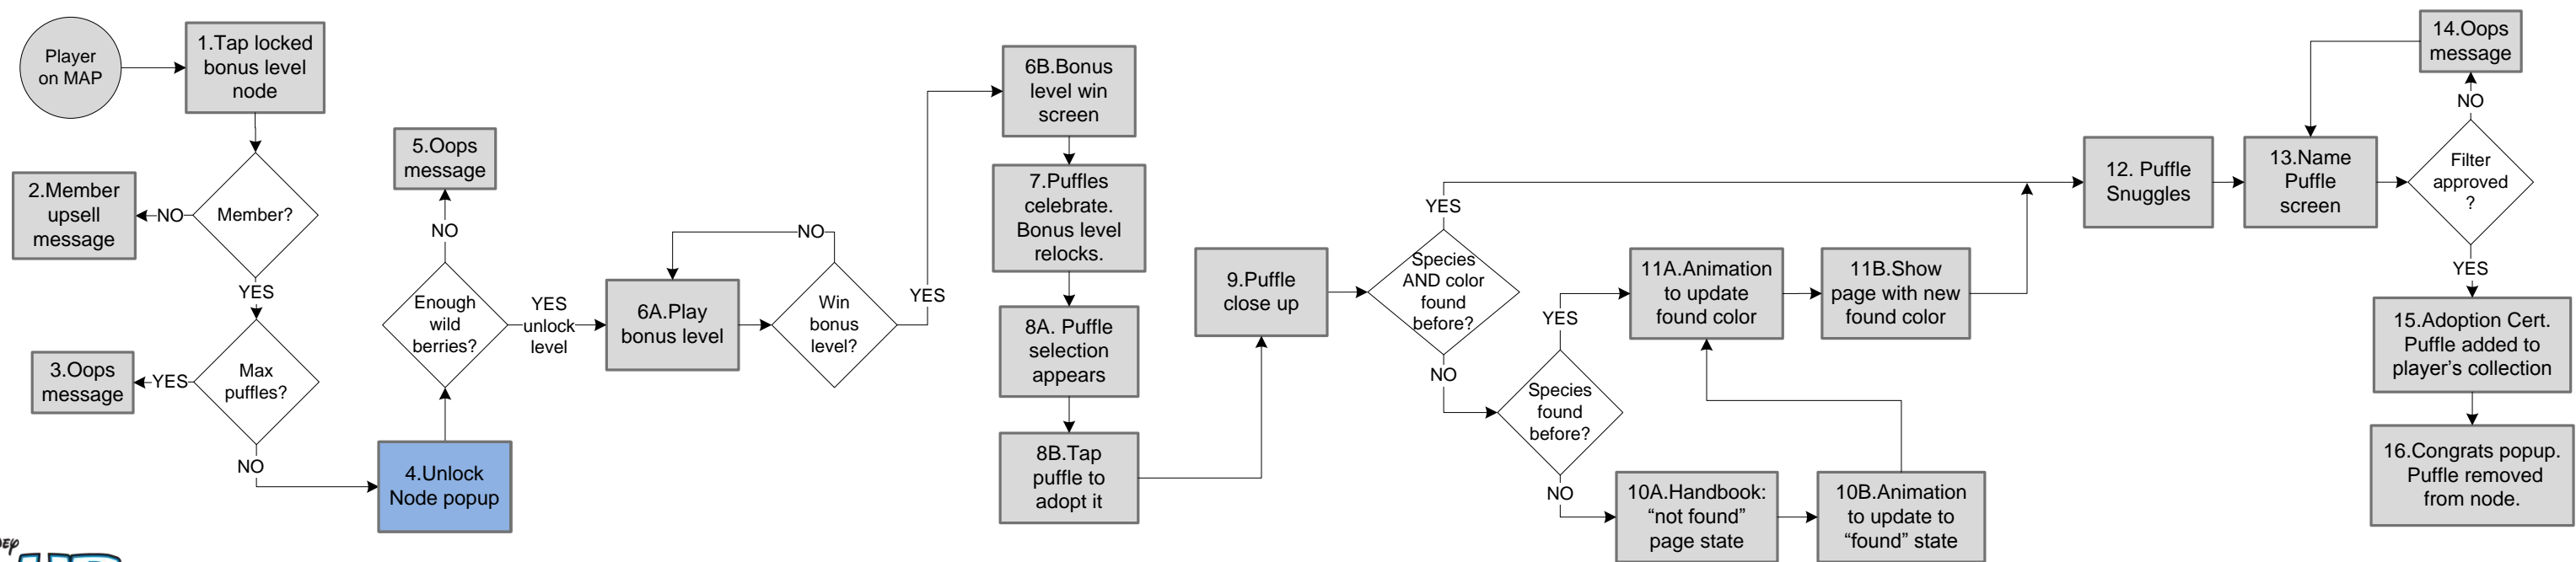 Player
on MAP
1.Tap locked
bonus level
node
Member?
NO
2.Member
upsell
message
YES
Max
puffles?
YES
3.Oops
message
NO
4.Unlock
Node popup
Enough
wild
berries?
NO
5.Oops
message
YES
unlock
level
6A.Play
bonus level
Win
bonus
level?
NO
YES
6B.Bonus
level win
screen
7.Puffles
celebrate.
Bonus level
relocks.
8A. Puffle
selection
appears
8B.Tap
puffle to
adopt it
9.Puffle
close up
Species
AND color
found
before?
YES
NO
Species
found
before?
YES
NO
10A.Handbook:
“not found”
page state
10B.Animation
to update to
“found” state
11A.Animation
to update
found color
11B.Show
page with new
found color
12. Puffle
Snuggles
13.Name
Puffle
screen
Filter
approved
?
NO
14.Oops
message
YES
15.Adoption Cert.
Puffle added to
player’s collection
16.Congrats popup.
Puffle removed
from node.